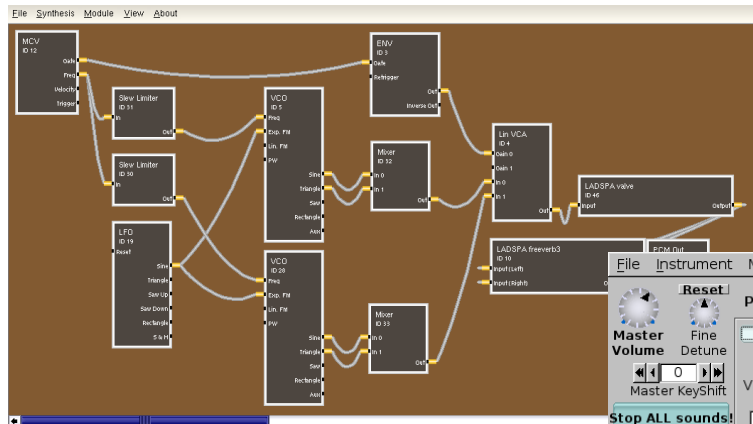 File Synthesis Module View About
MCV
ID 12
Gate
Freq
Velocity
Trigger
Slew Limiter
ID 31
In
Out
Slew Limiter
ID 30
In
Out
LFO
ID 19
Reset
Sine
Triangle
Saw Up
Saw Down
Rectangle
S & H
VCO
ID 5
Freq
Exp. FM
Lin. FM
PW
Sine
Triangle
Saw
Rectangle
Aux
VCO
ID 28
Freq
Exp. FM
Lin. FM
PW
Sine
Triangle
Saw
Rectangle
Aux
ENV
ID 3
Gate
Retrigger
Out
Inverse Out
Mixer
ID 32
In 0
In 1
Out
Mixer
ID 33
In 0
In 1
Out
Lin VCA
ID 4
Gain 0
Gain 1
In 0
In 1
Out
LADSPA valve
ID 46
Input
Output
LADSPA freeverb3
ID 10
Input (Left)
Input (Right)
PCM Out
File Instrument
Reset
Master Volume
Fine Detune
0
Master KeyShift
Stop ALL sounds!